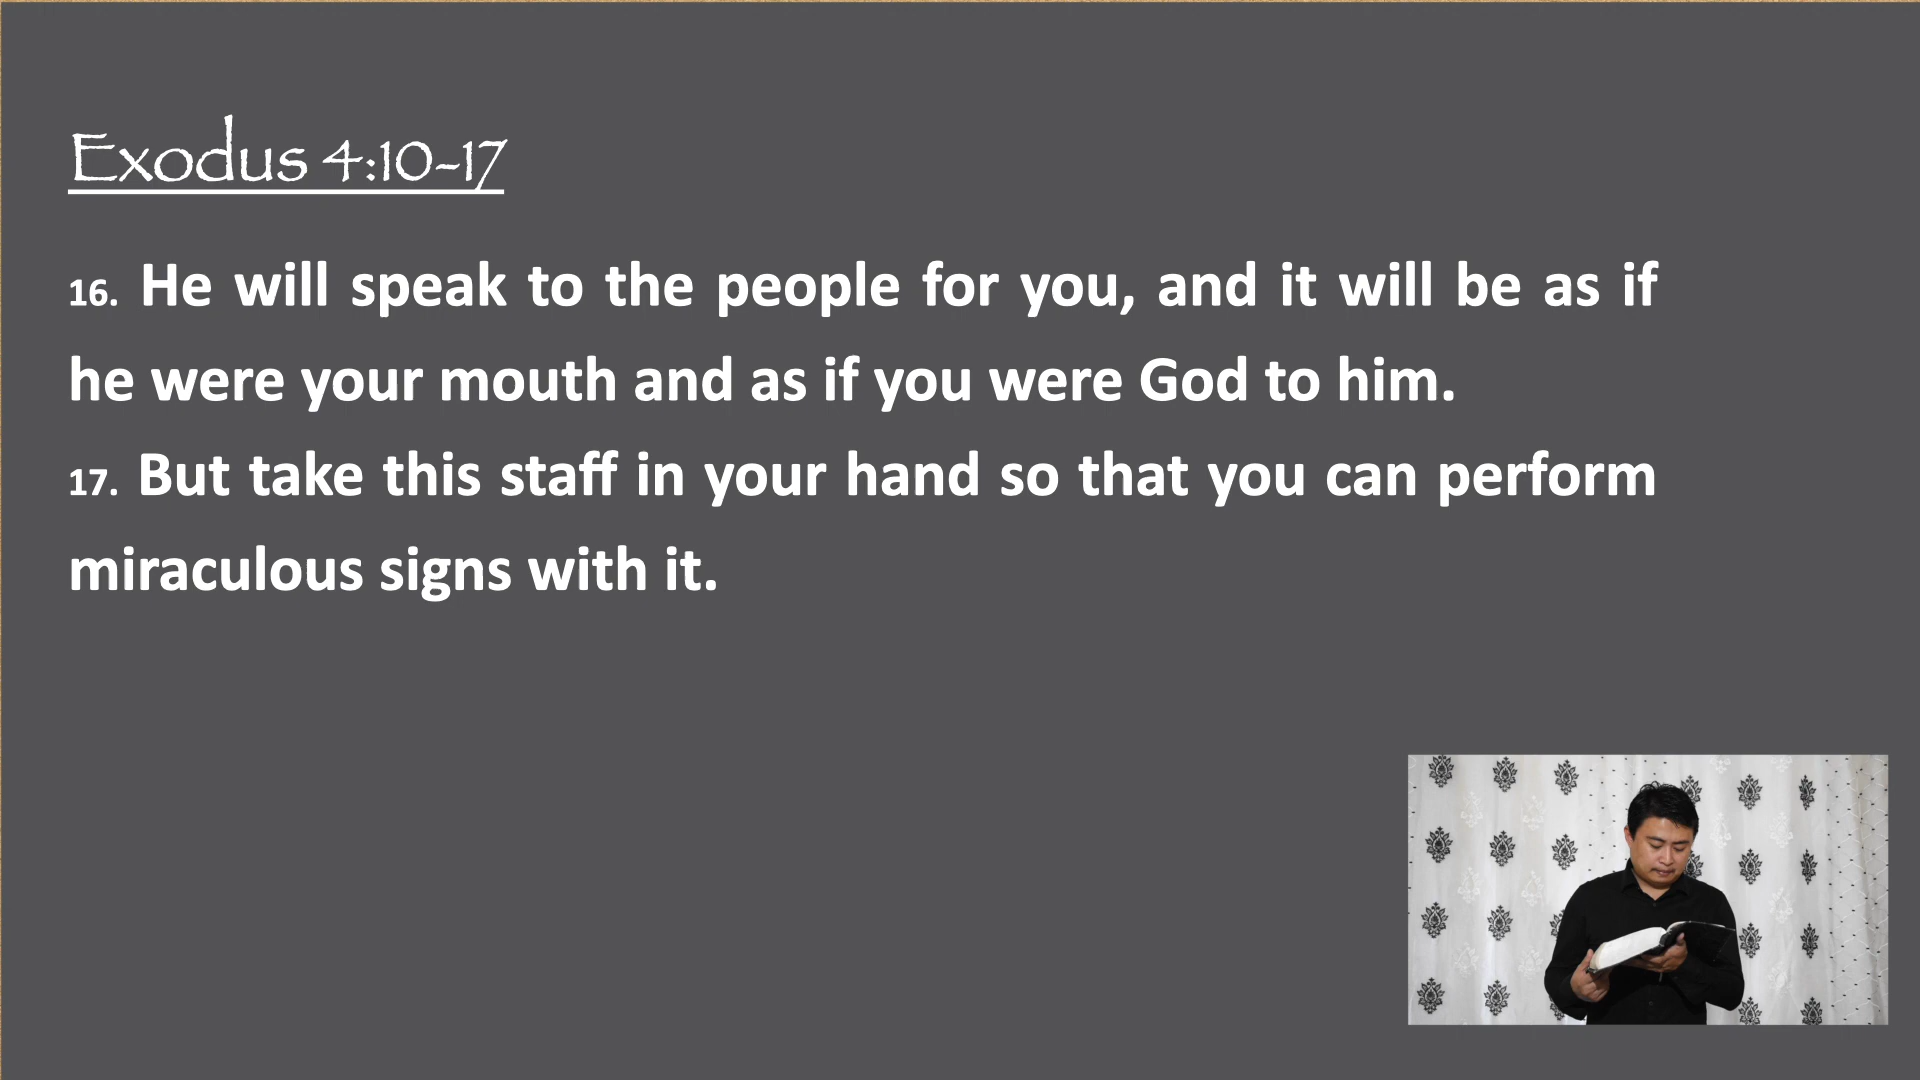 Exodus 4:10-17
16. He will speak to the people for you, and it will be as if
he were your mouth and as if you were God to him.
17. But take this staff in your hand so that you can perform
miraculous signs with it.